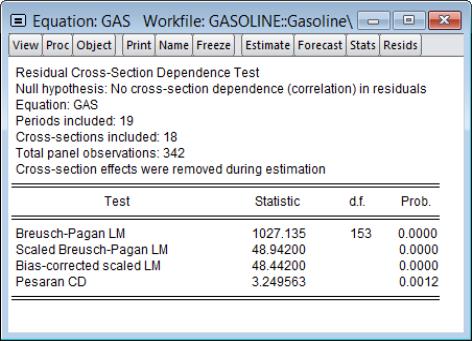 Equation: GAS Workfile: GASOLINE::Gasoline\
View Proc Object Print Name Freeze Estimate Forecast Stats Resids
Residual Cross-Section Dependence Test
Null hypothesis: No cross-section dependence (correlation) in residuals
Equation: GAS
Periods included: 19
Cross-sections included: 18
Total panel observations: 342
Cross-section effects were removed during estimation
Test Statistic d.f. Prob.
Breusch-Pagan LM 1027.135 153 0.0000
Scaled Breusch-Pagan LM 48.94200 0.0000
Bias-corrected scaled LM 48.44200 0.0000
Pesaran CD 3.249563 0.0012